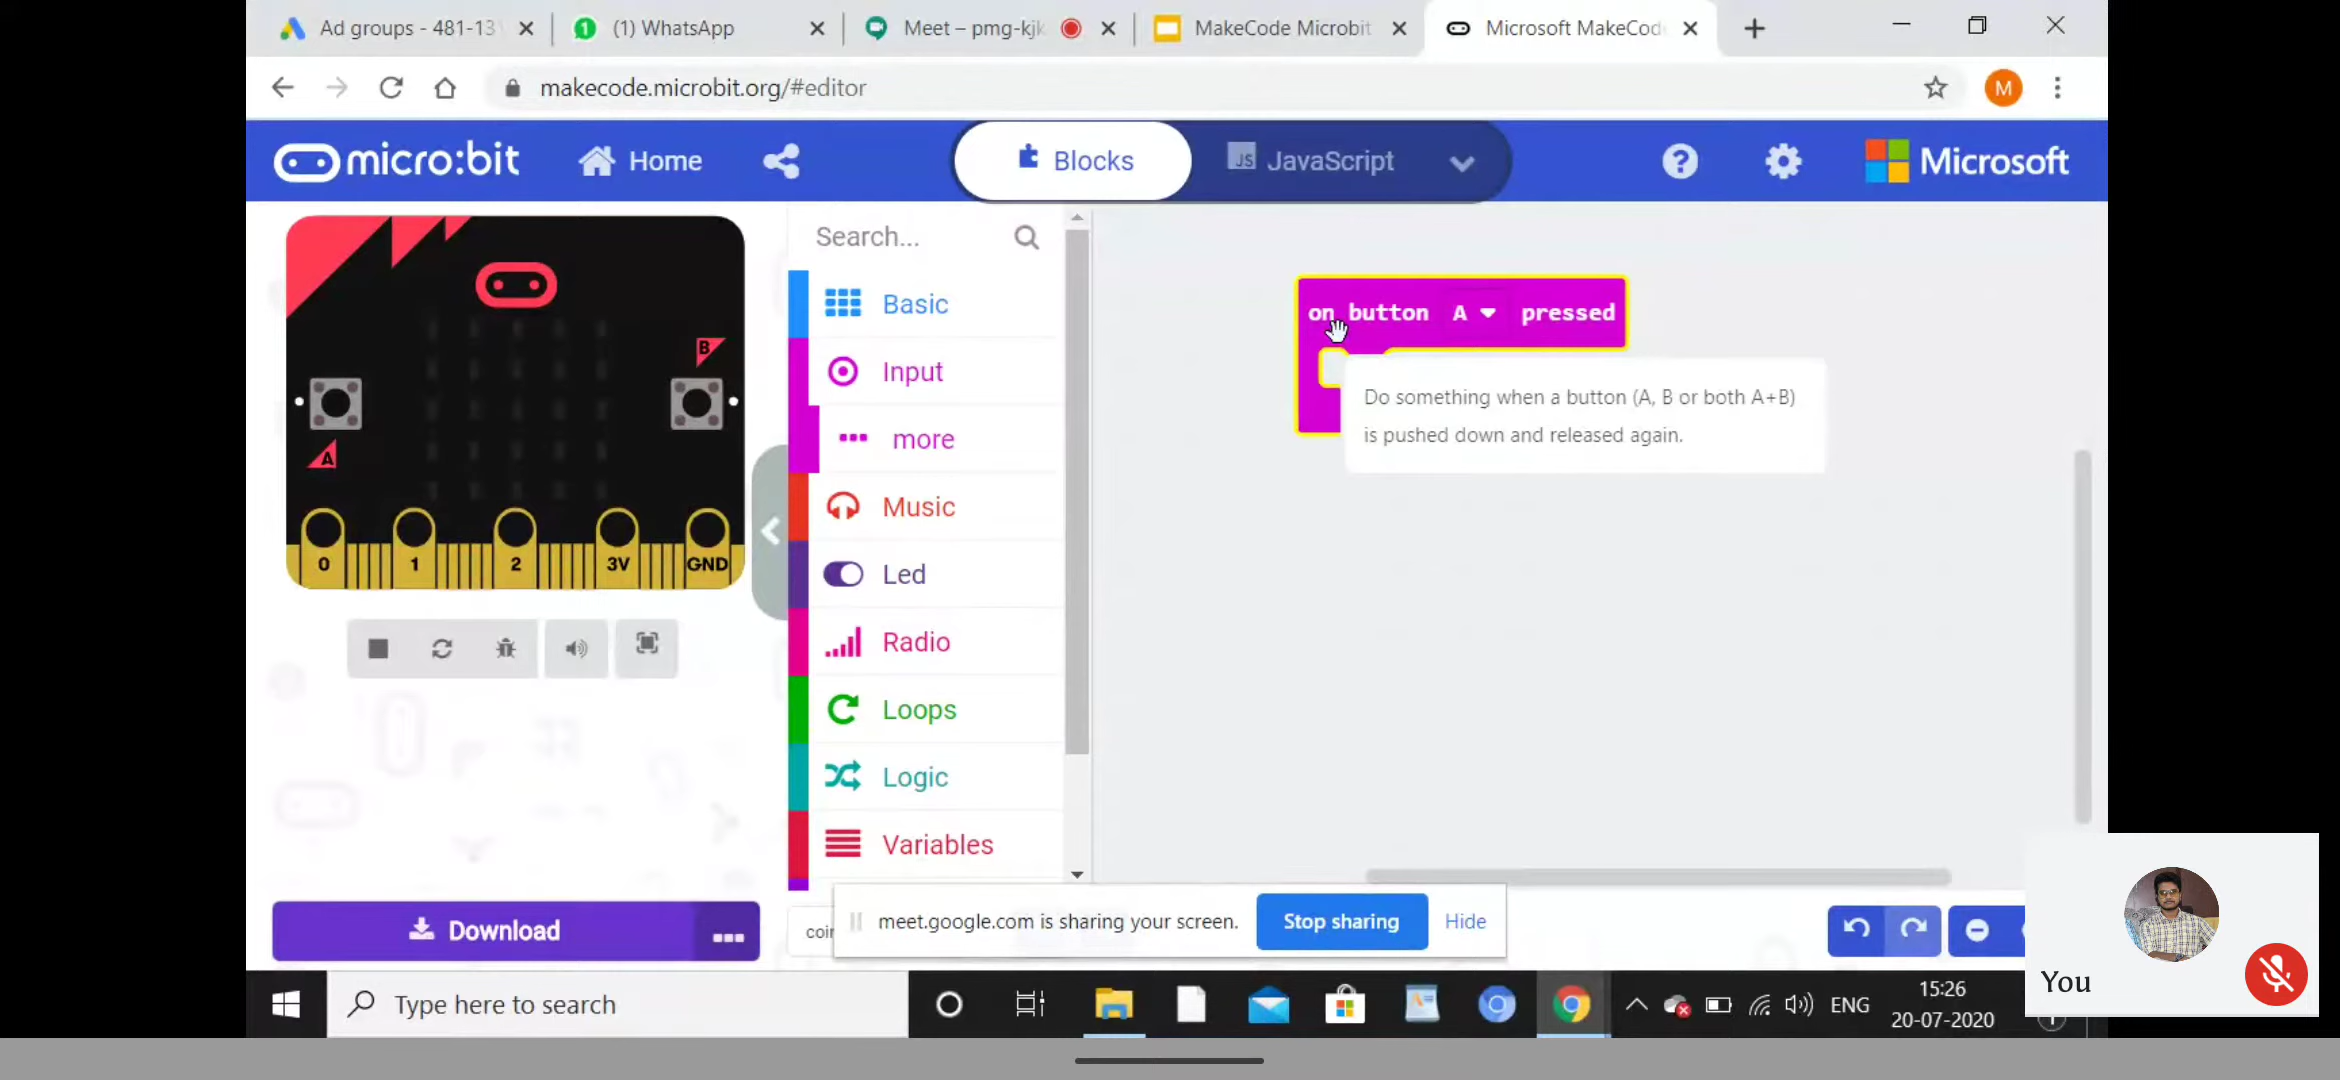 Ad groups - 481-13
(1) WhatsApp
Meet – pmg-kjk
MakeCode Microbit
Microsoft MakeCod
makecode.microbit.org/#editor
M
micro:bit
Home
Blocks
JS JavaScript
Microsoft
Search...
Basic
Input
more
Music
Led
Radio
Loops
Logic
Variables
B
A
0 1 2 3V GND
on button A pressed
Do something when a button (A, B or both A+B)
is pushed down and released again.
Download
coin
meet.google.com is sharing your screen.
Stop sharing
Hide
You
Type here to search
ENG
15:26
20-07-2020